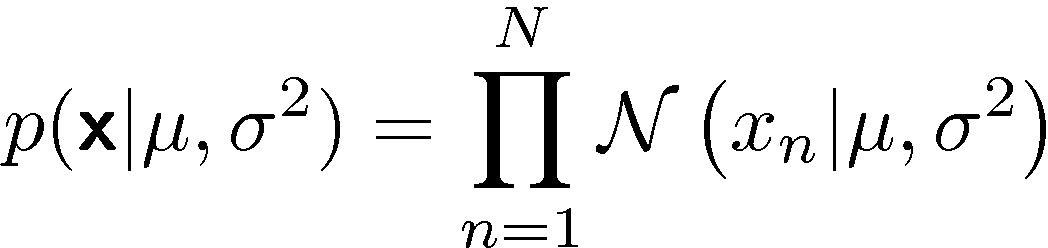 p(𝐱|μ, σ²) = ∏_{n=1}^{N} 𝒩(x_n|μ, σ²)